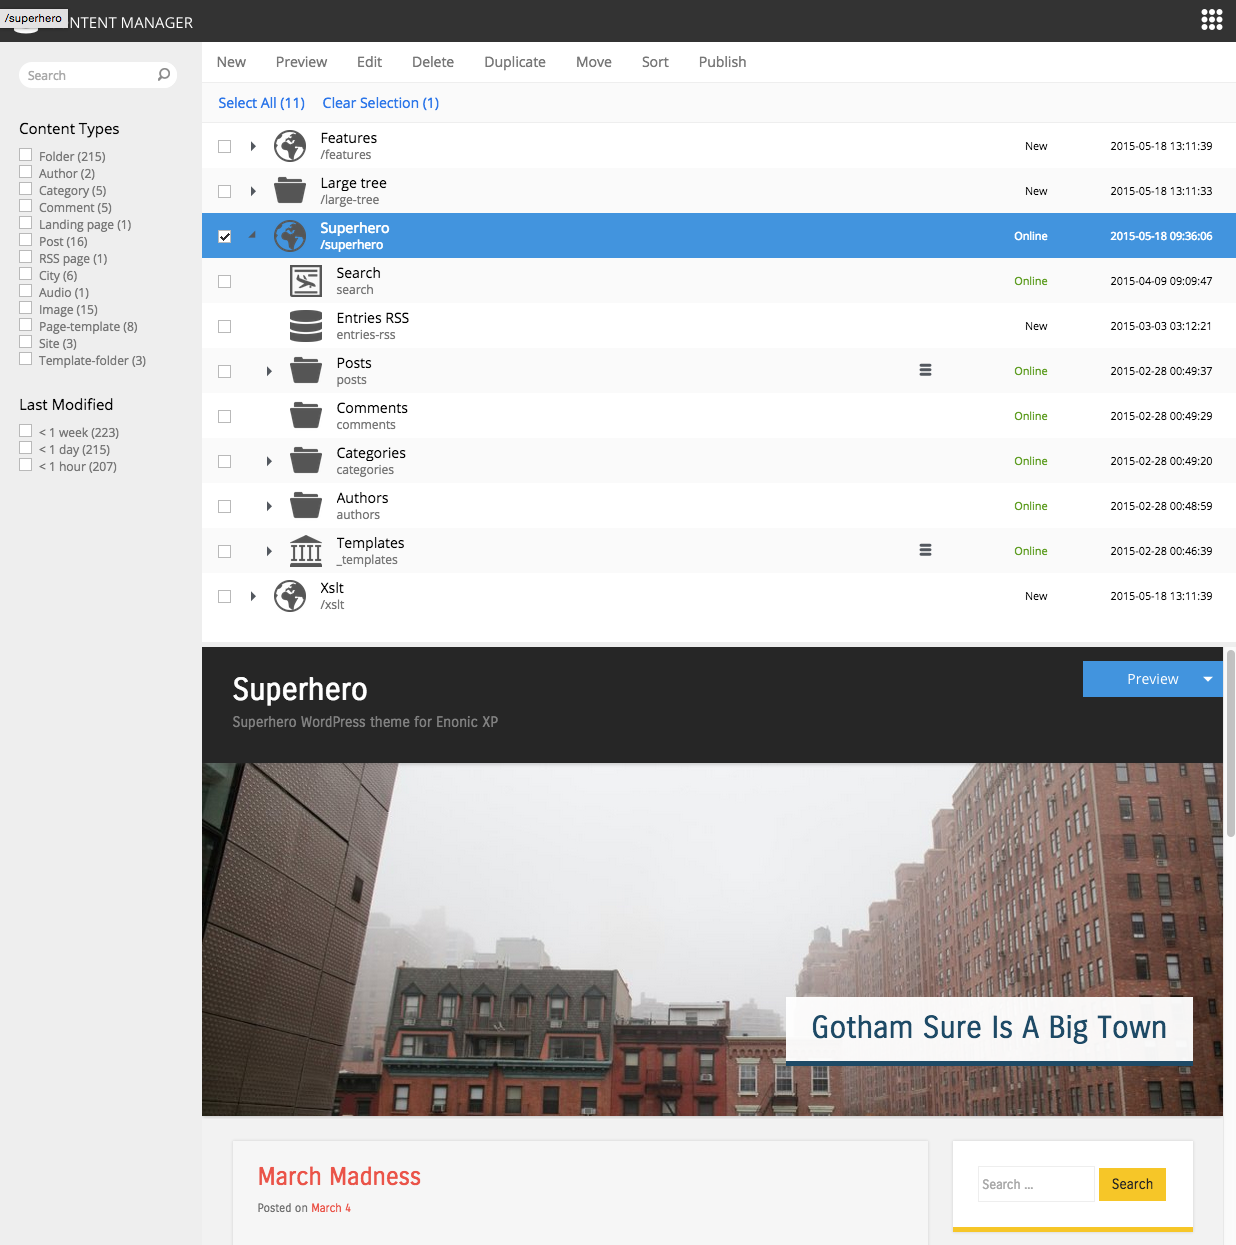 /superhero
NTENT MANAGER
Search
New Preview Edit Delete Duplicate Move Sort Publish
Select All (11) Clear Selection (1)
Content Types
Folder (215)
Author (2)
Category (5)
Comment (5)
Landing page (1)
Post (16)
RSS page (1)
City (6)
Audio (1)
Image (15)
Page-template (8)
Site (3)
Template-folder (3)
Last Modified
< 1 week (223)
< 1 day (215)
< 1 hour (207)
Features
/features
New 2015-05-18 13:11:39
Large tree
/large-tree
New 2015-05-18 13:11:33
Superhero
/superhero
Online 2015-05-18 09:36:06
Search
search
Online 2015-04-09 09:09:47
Entries RSS
entries-rss
New 2015-03-03 03:12:21
Posts
posts
Online 2015-02-28 00:49:37
Comments
comments
Online 2015-02-28 00:49:29
Categories
categories
Online 2015-02-28 00:49:20
Authors
authors
Online 2015-02-28 00:48:59
Templates
_templates
Online 2015-02-28 00:46:39
Xslt
/xslt
New 2015-05-18 13:11:39
Superhero
Superhero WordPress theme for Enonic XP
Preview
Gotham Sure Is A Big Town
March Madness
Posted on March 4
Search ...
Search